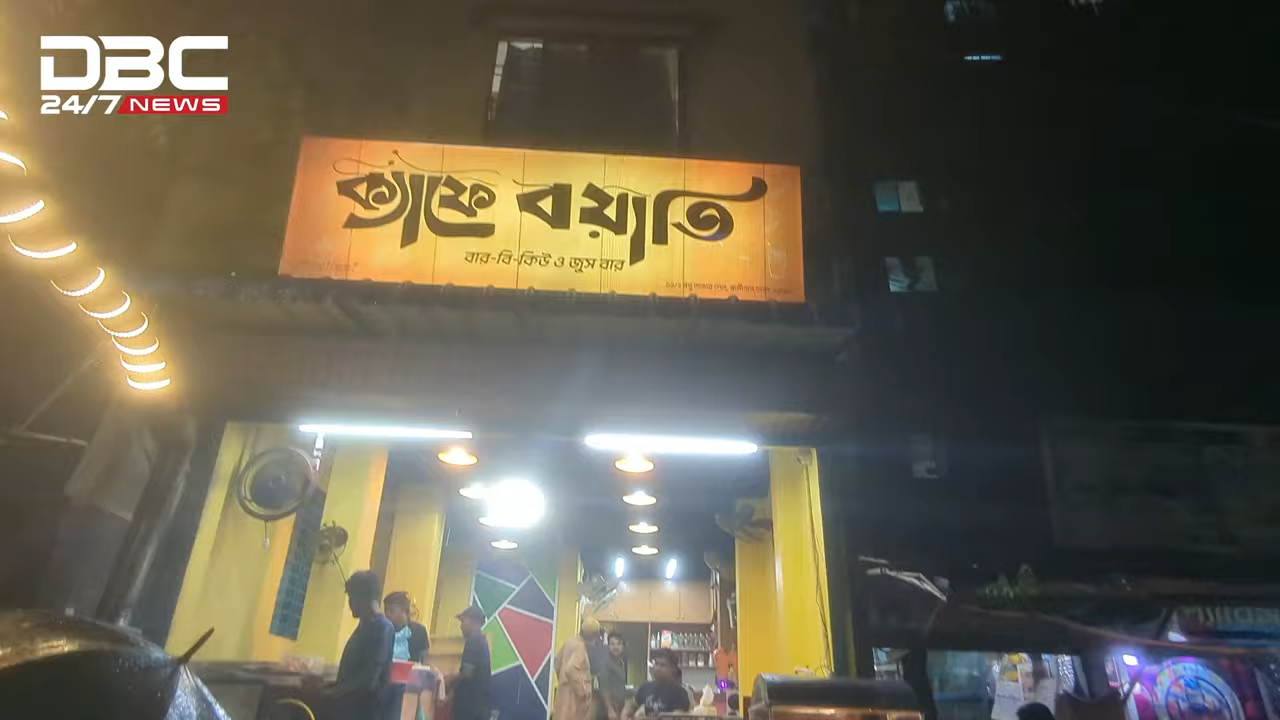 DBC
24/7 NEWS
ক্যাফে বয়াতি
বার-বি-কিউ ও জুস বার